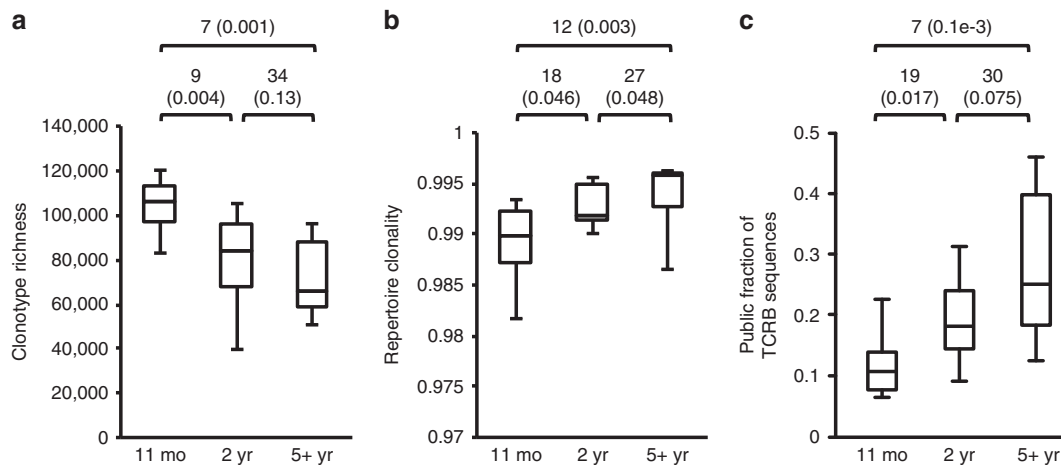 a
7 (0.001)
9
(0.004)
34
(0.13)
Clonotype richness
140,000
120,000
100,000
80,000
60,000
40,000
20,000
0
11 mo
2 yr
5+ yr
b
12 (0.003)
18
(0.046)
27
(0.048)
Repertoire clonality
1
0.995
0.99
0.985
0.98
0.975
0.97
11 mo
2 yr
5+ yr
c
7 (0.1e-3)
19
(0.017)
30
(0.075)
Public fraction of
TCRB sequences
0.5
0.4
0.3
0.2
0.1
0
11 mo
2 yr
5+ yr